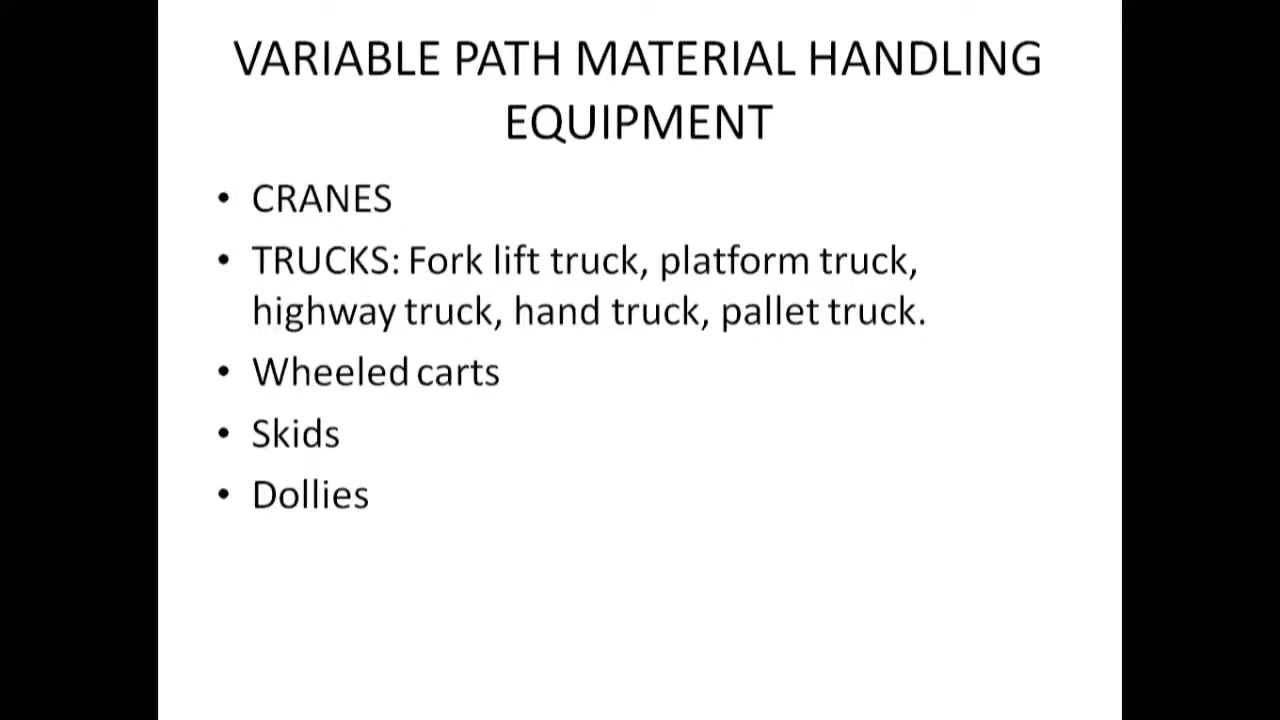 VARIABLE PATH MATERIAL HANDLING
EQUIPMENT
• CRANES
• TRUCKS: Fork lift truck, platform truck,
highway truck, hand truck, pallet truck.
• Wheeled carts
• Skids
• Dollies